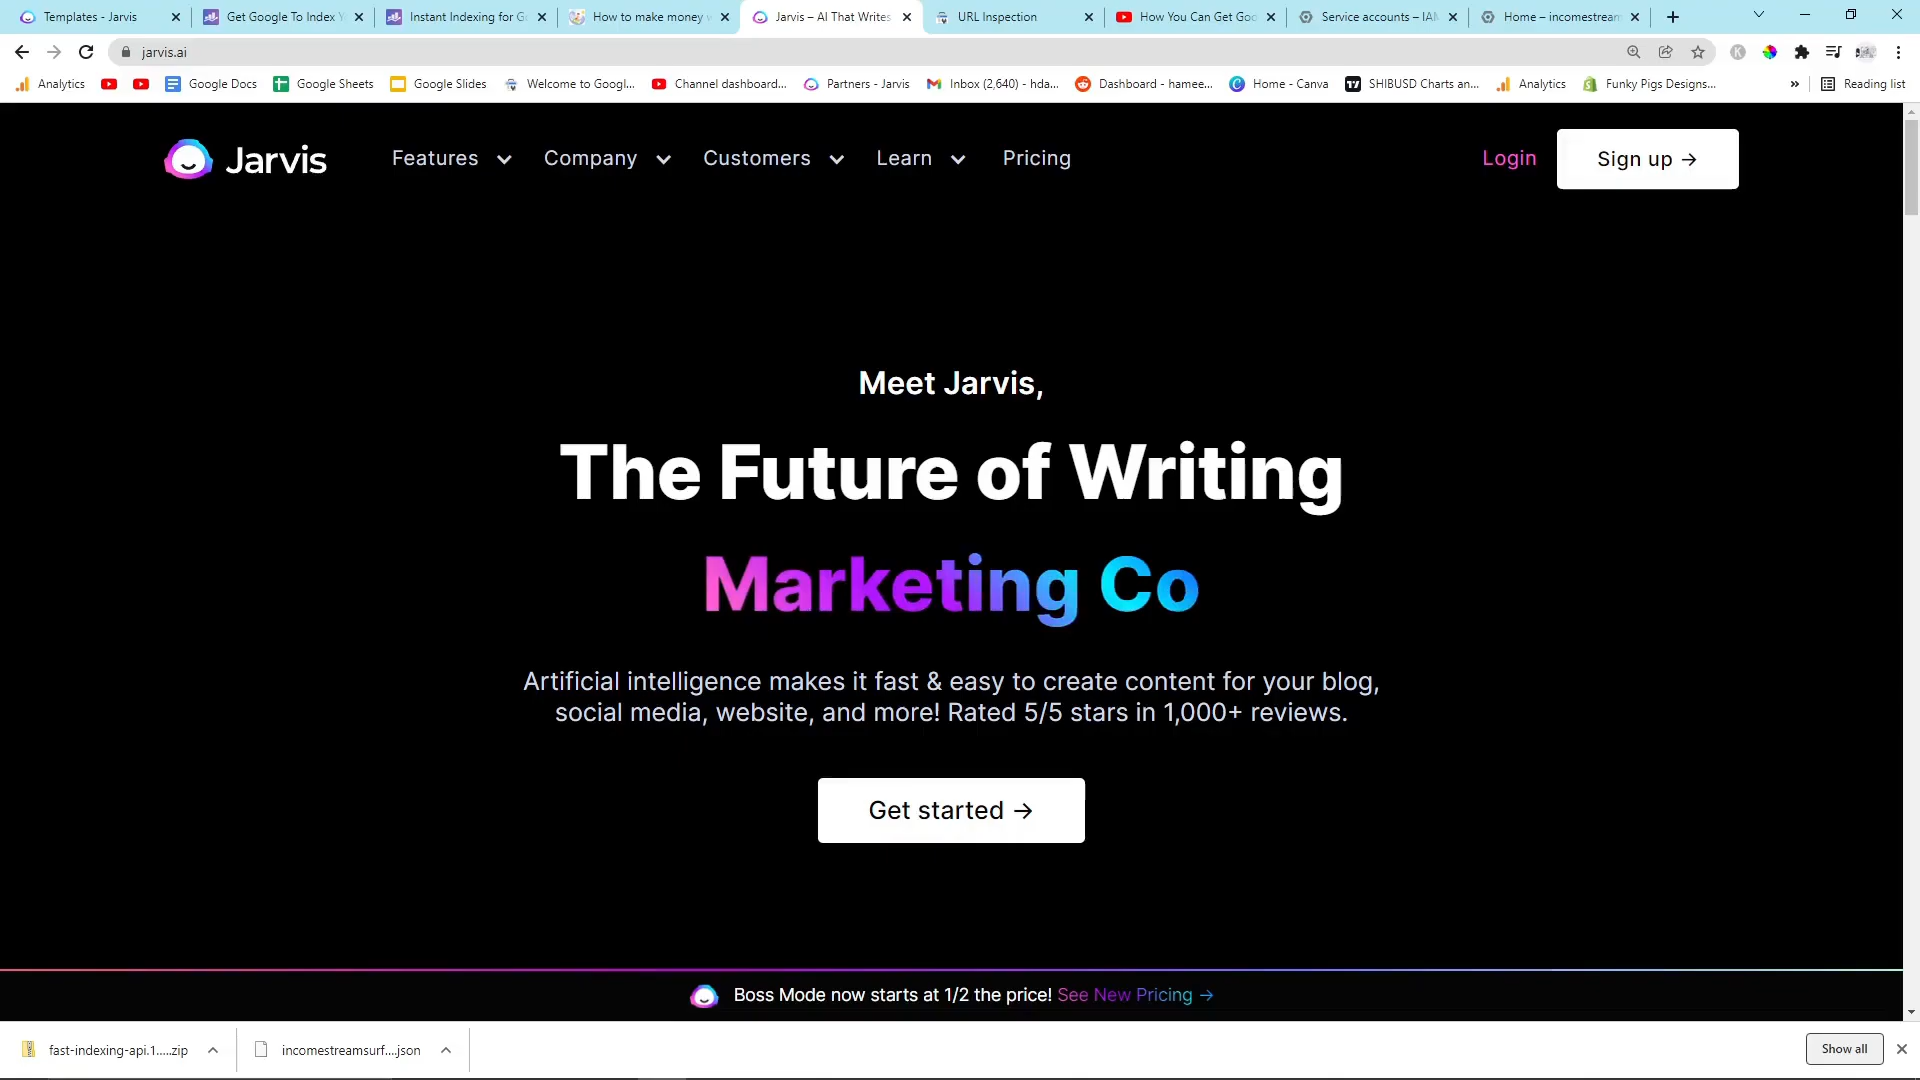 Templates - Jarvis
Get Google To Index Y
Instant Indexing for G
How to make money w
Jarvis – AI That Writes
URL Inspection
How You Can Get Goo
Service accounts – IAM
Home – incomestream
jarvis.ai
Analytics
Google Docs
Google Sheets
Google Slides
Welcome to Googl...
Channel dashboard...
Partners - Jarvis
Inbox (2,640) - hda...
Dashboard - hamee...
Home - Canva
SHIBUSD Charts an...
Analytics
Funky Pigs Designs...
»
Reading list
Jarvis
Features
Company
Customers
Learn
Pricing
Login
Sign up →
Meet Jarvis,
The Future of Writing
Marketing Co
Artificial intelligence makes it fast & easy to create content for your blog,
social media, website, and more! Rated 5/5 stars in 1,000+ reviews.
Get started →
Boss Mode now starts at 1/2 the price! See New Pricing →
fast-indexing-api.1.....zip
incomestreamsurf....json
Show all